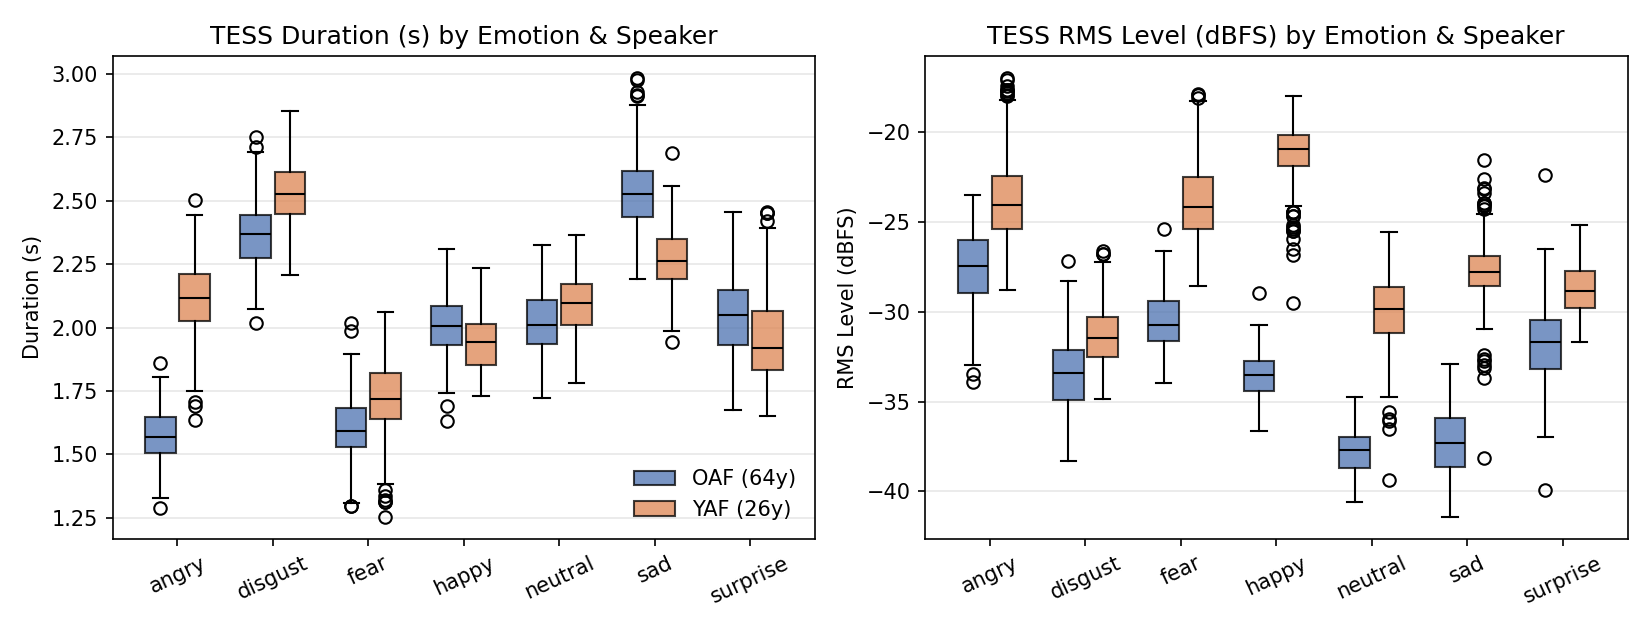 TESS Duration (s) by Emotion & Speaker
Duration (s)
3.00
2.75
2.50
2.25
2.00
1.75
1.50
1.25
OAF (64y)
YAF (26y)
angry
disgust
fear
happy
neutral
sad
surprise
TESS RMS Level (dBFS) by Emotion & Speaker
RMS Level (dBFS)
−20
−25
−30
−35
−40
angry
disgust
fear
happy
neutral
sad
surprise